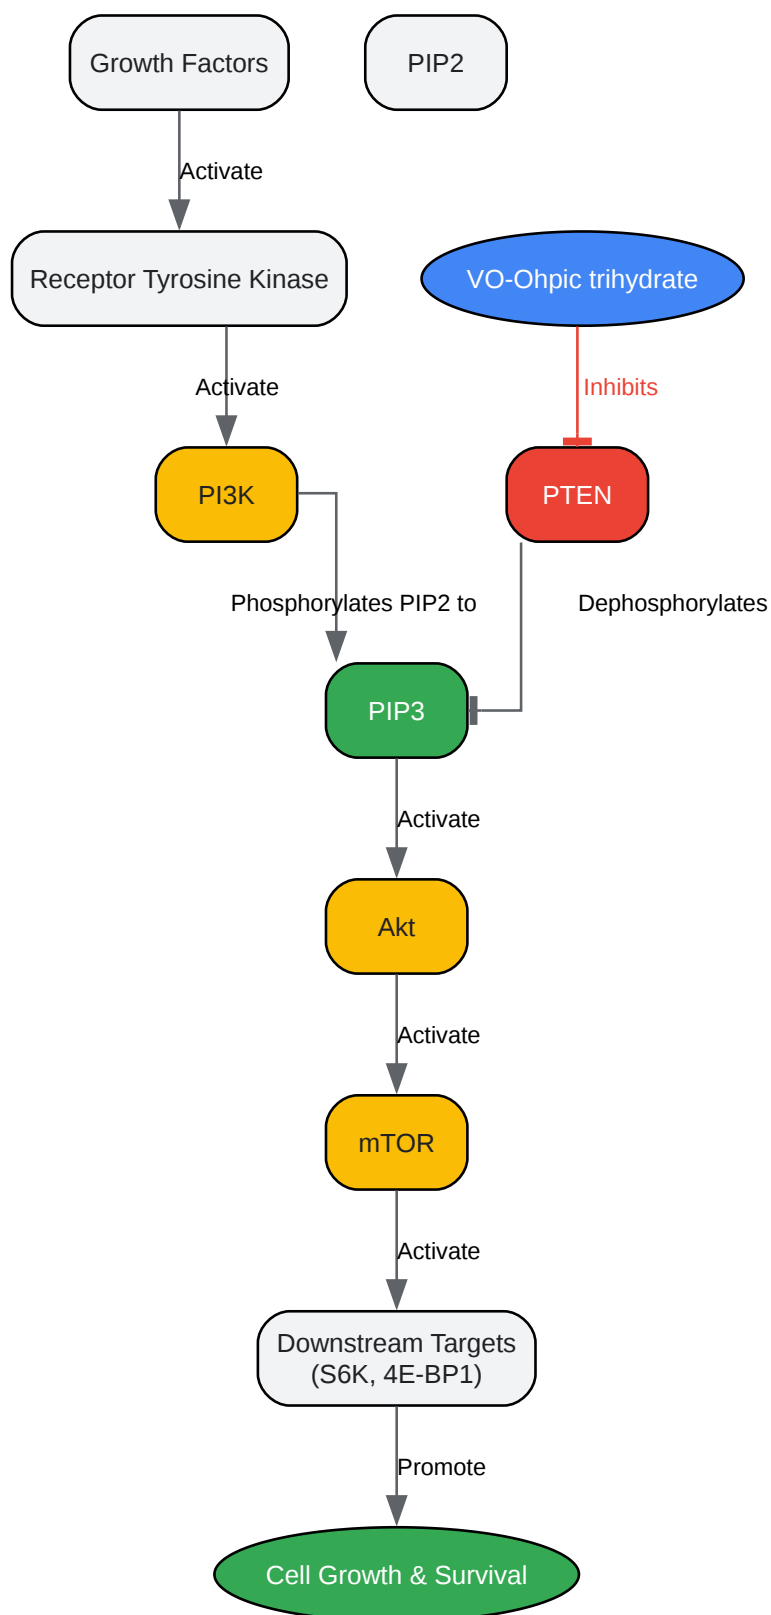 Growth Factors
PIP2
Activate
Receptor Tyrosine Kinase
VO-Ohpic trihydrate
Activate
Inhibits
PI3K
PTEN
Phosphorylates PIP2 to
Dephosphorylates
PIP3
Activate
Akt
Activate
mTOR
Activate
Downstream Targets
(S6K, 4E-BP1)
Promote
Cell Growth & Survival